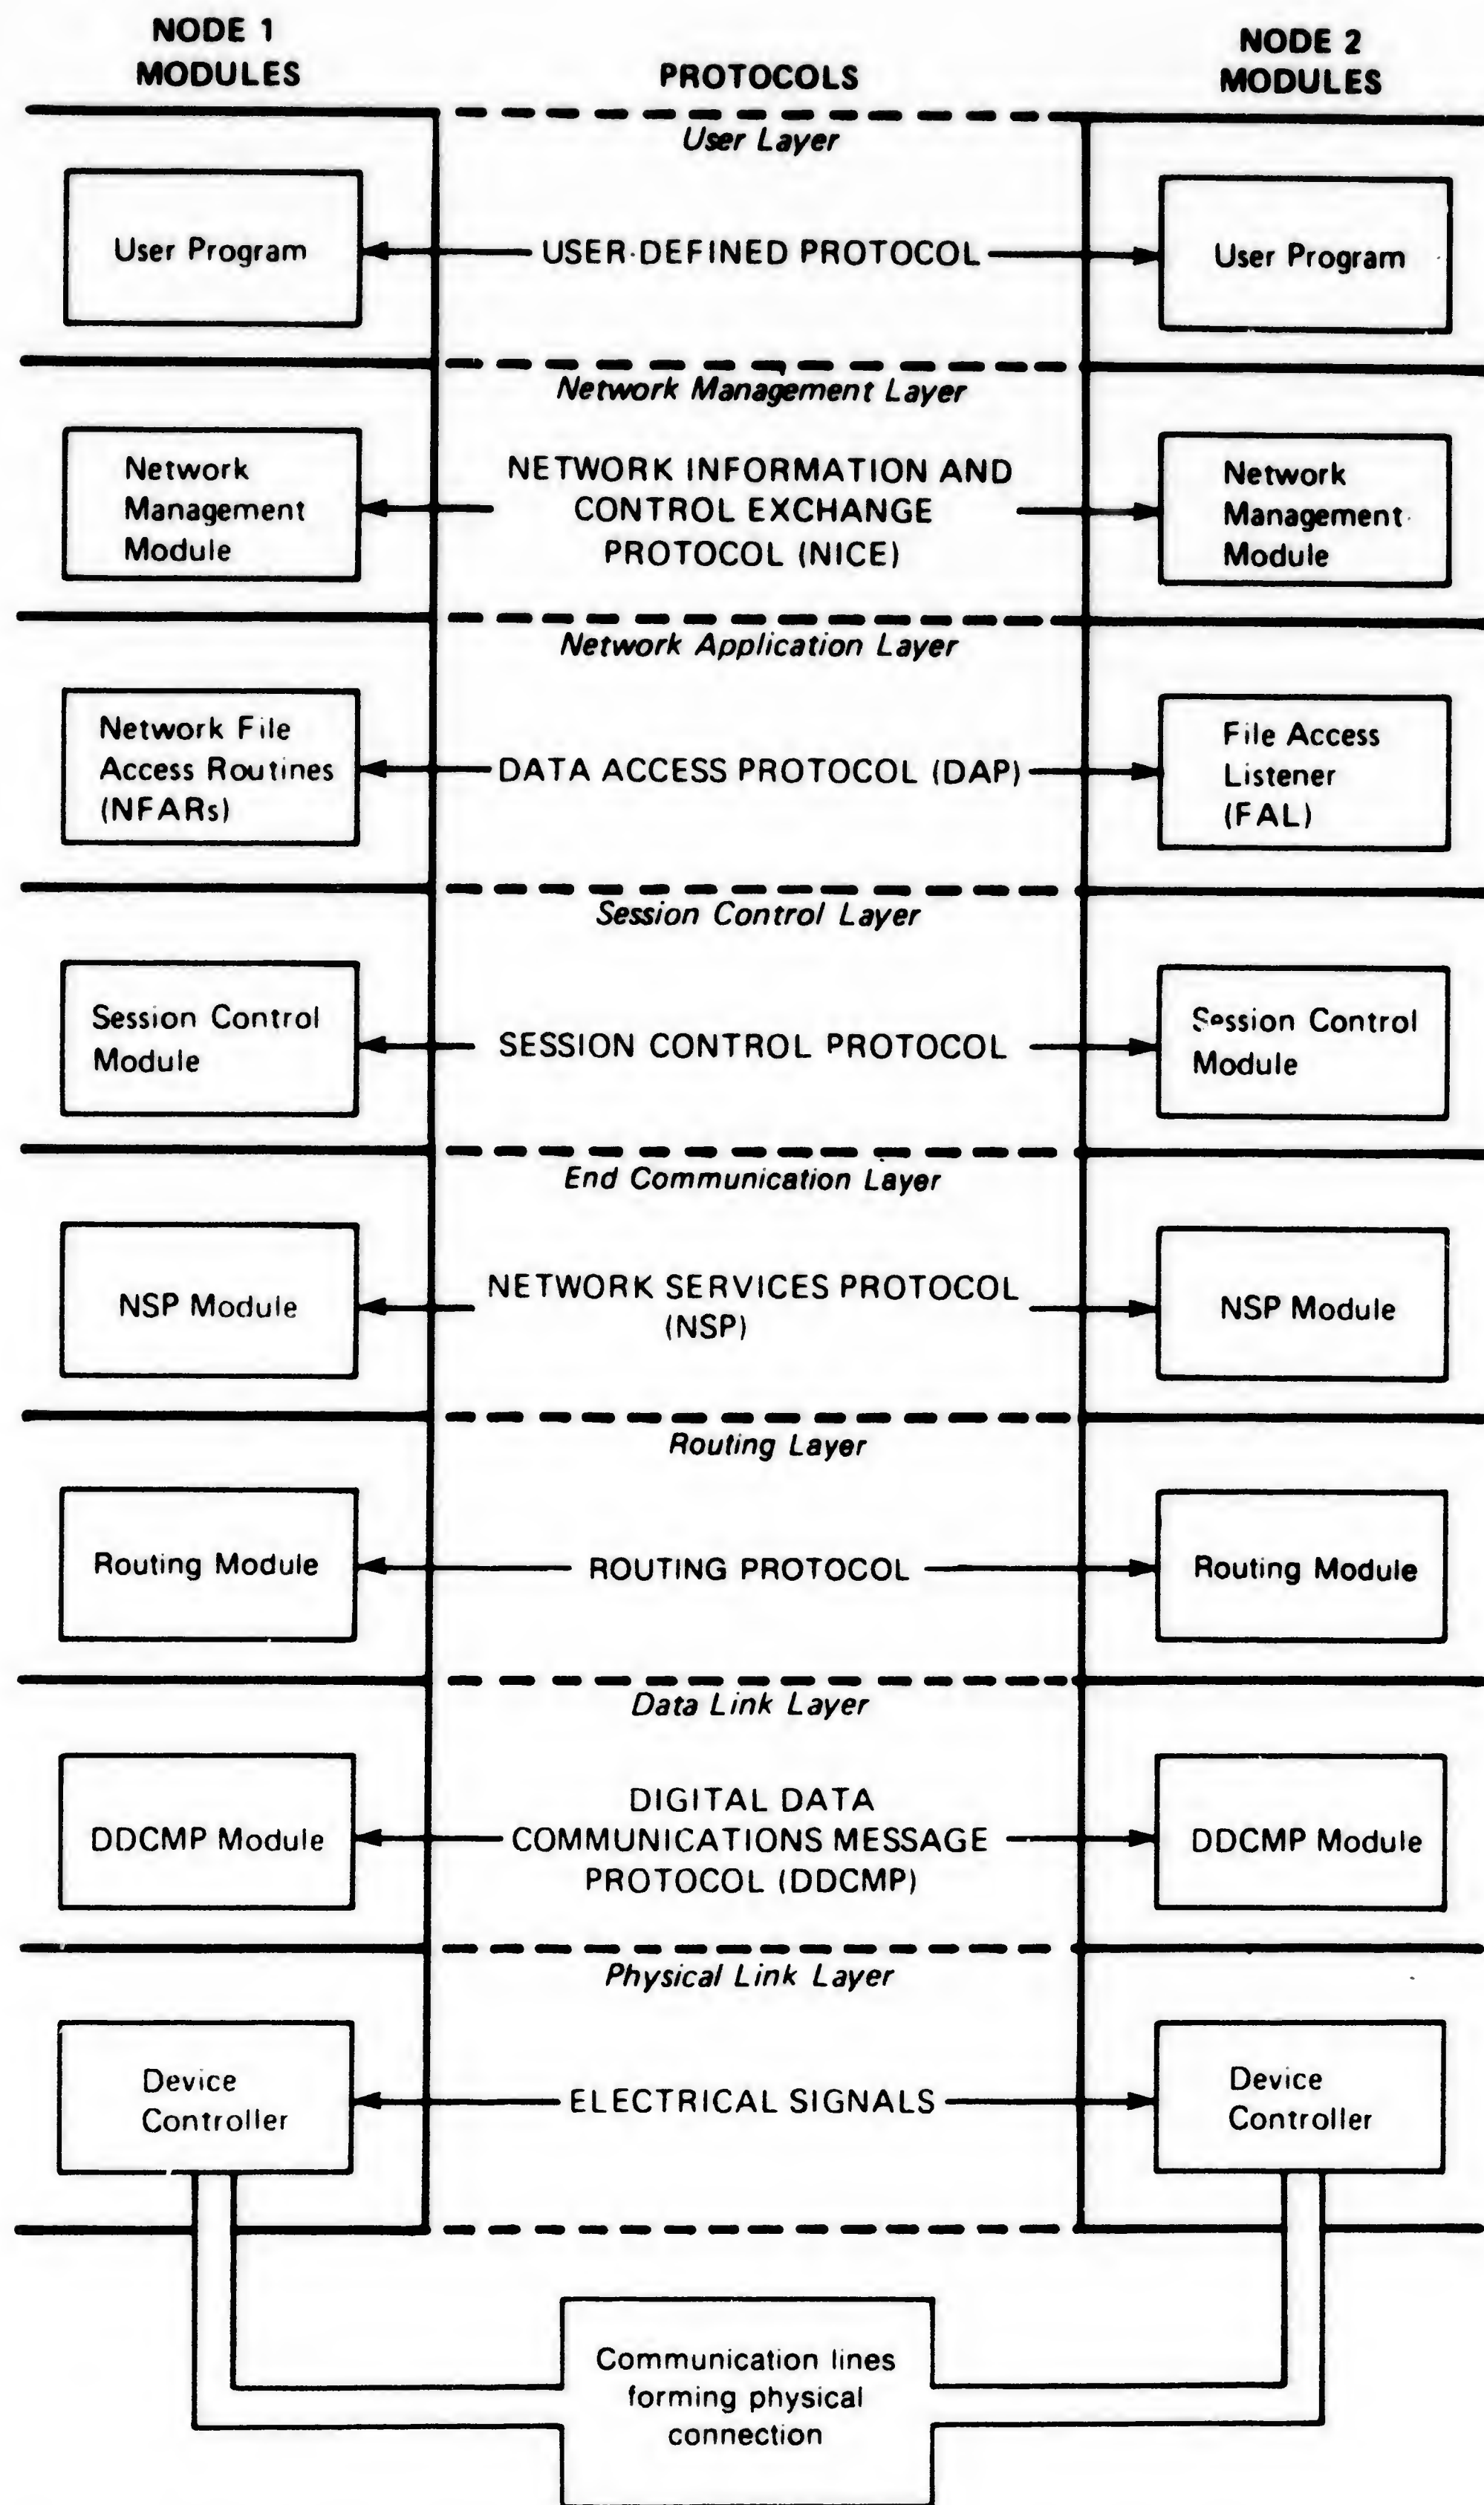 NODE 1
MODULES
PROTOCOLS
NODE 2
MODULES
User Layer
User Program
USER-DEFINED PROTOCOL
User Program
Network Management Layer
Network
Management
Module
NETWORK INFORMATION AND
CONTROL EXCHANGE
PROTOCOL (NICE)
Network
Management
Module
Network Application Layer
Network File
Access Routines
(NFARs)
DATA ACCESS PROTOCOL (DAP)
File Access
Listener
(FAL)
Session Control Layer
Session Control
Module
SESSION CONTROL PROTOCOL
Session Control
Module
End Communication Layer
NSP Module
NETWORK SERVICES PROTOCOL
(NSP)
NSP Module
Routing Layer
Routing Module
ROUTING PROTOCOL
Routing Module
Data Link Layer
DDCMP Module
DIGITAL DATA
COMMUNICATIONS MESSAGE
PROTOCOL (DDCMP)
DDCMP Module
Physical Link Layer
Device
Controller
ELECTRICAL SIGNALS
Device
Controller
Communication lines
forming physical
connection